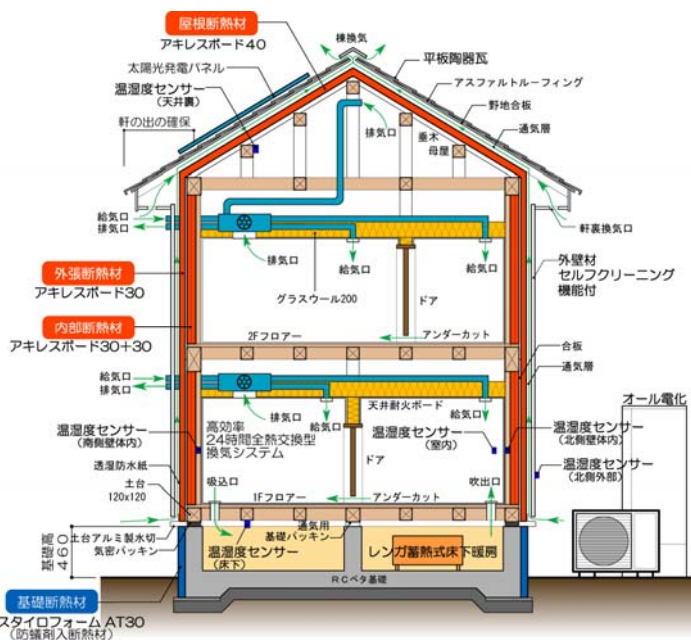 屋根断熱材
アキレスボード40
棟換気
平板陶器瓦
太陽光発電パネル
アスファルトルーフィング
温湿度センサー
(天井裏)
野地合板
通気層
軒の出の確保
排気口
垂木
母屋
給気口
排気口
軒裏換気口
排気口
給気口
給気口
外壁材
セルフクリーニング
機能付
外張断熱材
アキレスボード30
グラスウール200
ドア
内部断熱材
アキレスボード30+30
2Fフロアー
アンダーカット
合板
通気層
給気口
排気口
天井耐火ボード
オール電化
排気口
給気口
給気口
温湿度センサー
(南側壁体内)
高効率
24時間全熱交換型
換気システム
温湿度センサー
(室内)
温湿度センサー
(北側壁体内)
ドア
温湿度センサー
(北側外部)
透湿防水紙
吸込口
吹出口
土台
120x120
1Fフロアー
アンダーカット
基礎高
460
土台アルミ製水切
気密パッキン
通気用
基礎パッキン
温湿度センサー
(床下)
レンガ蓄熱式床下暖房
RCベタ基礎
基礎断熱材
スタイロフォームAT30
(防蟻剤入断熱材)